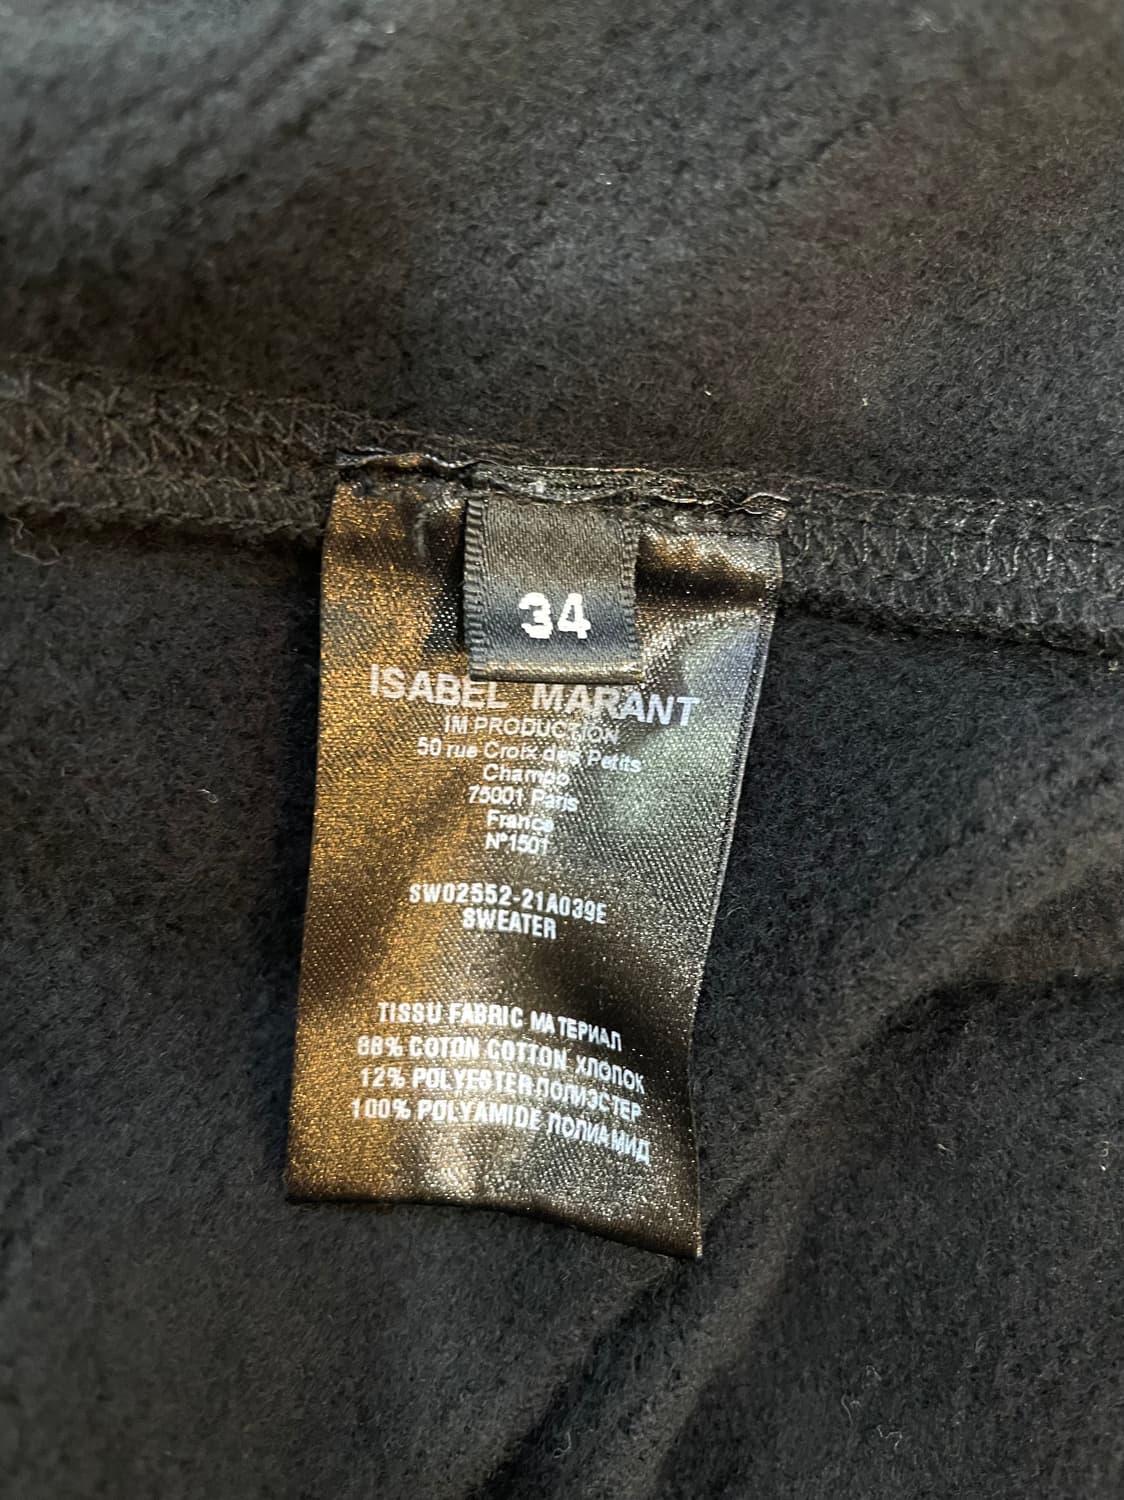 34
ISABEL MARANT
IM PRODUCTION
50 rue Croix des Petits
Champs
75001 Paris
France
N°1501
SW02552-21A039E
SWEATER
TISSU FABRIC МАТЕРИАЛ
88% COTON COTTON ХЛОПОК
12% POLYESTER ПОЛИЭСТЕР
100% POLYAMIDE ПОЛИАМИД